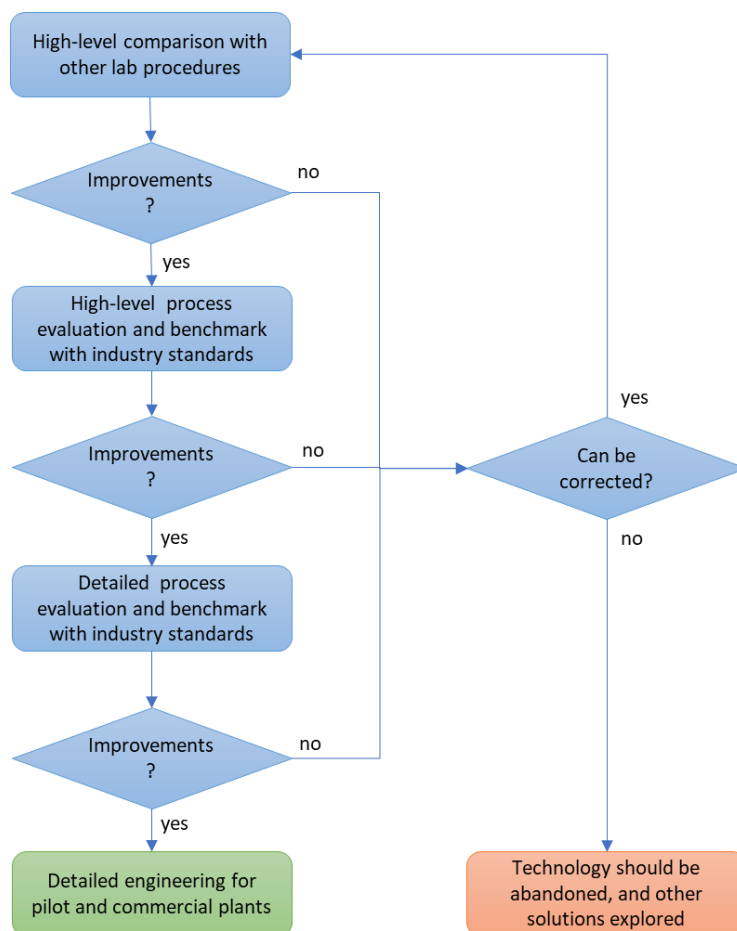 High-level comparison with
other lab procedures
Improvements
?
no
yes
High-level process
evaluation and benchmark
with industry standards
Improvements
?
no
yes
Detailed process
evaluation and benchmark
with industry standards
Improvements
?
no
yes
Detailed engineering for
pilot and commercial plants
yes
Can be
corrected?
no
Technology should be
abandoned, and other
solutions explored